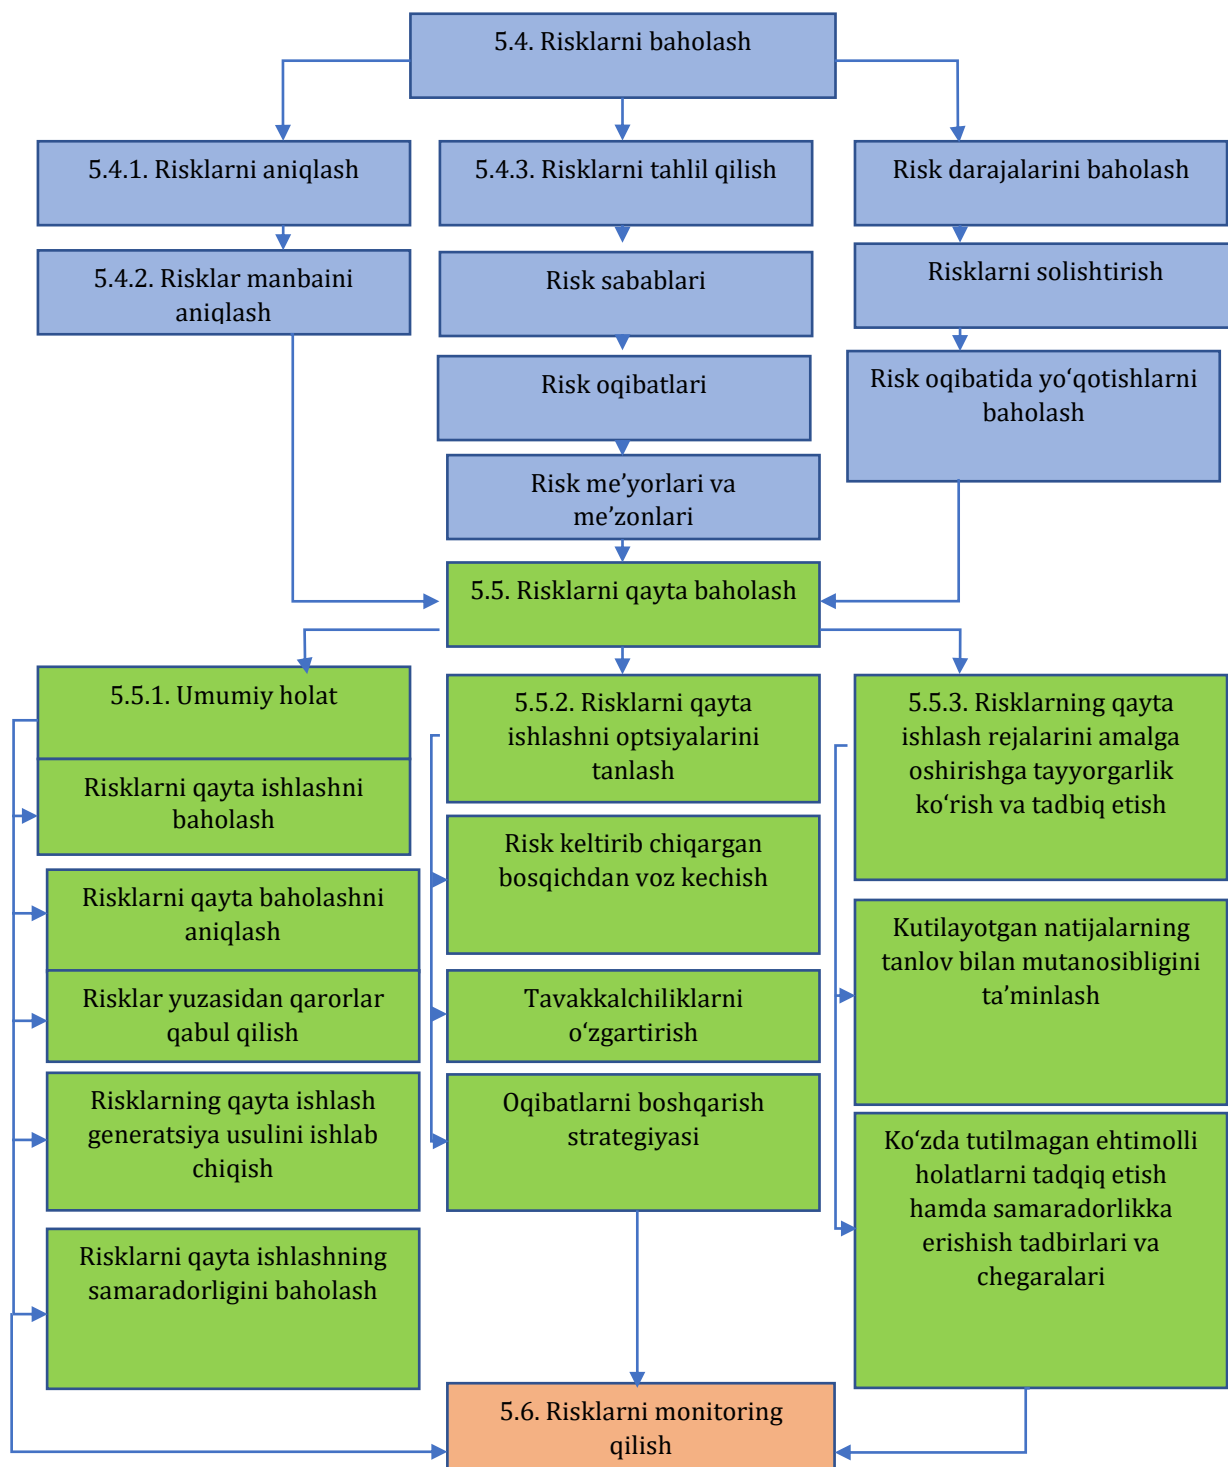 5.4. Risklarni baholash
5.4.1. Risklarni aniqlash
5.4.3. Risklarni tahlil qilish
Risk darajalarini baholash
5.4.2. Risklar manbaini
aniqlash
Risk sabablari
Risklarni solishtirish
Risk oqibatlari
Risk oqibatida yo‘qotishlarni
baholash
Risk me’yorlari va
me’zonlari
5.5. Risklarni qayta baholash
5.5.1. Umumiy holat
Risklarni qayta ishlashni
baholash
Risklarni qayta baholashni
aniqlash
Risklar yuzasidan qarorlar
qabul qilish
Risklarning qayta ishlash
generatsiya usulini ishlab
chiqish
Risklarni qayta ishlashning
samaradorligini baholash
5.5.2. Risklarni qayta
ishlashni optsiyalarini
tanlash
Risk keltirib chiqargan
bosqichdan voz kechish
Tavakkalchiliklarni
o‘zgartirish
Oqibatlarni boshqarish
strategiyasi
5.5.3. Risklarning qayta
ishlash rejalarini amalga
oshirishga tayyorgarlik
ko‘rish va tadbiq etish
Kutilayotgan natijalarning
tanlov bilan mutanosibligini
ta’minlash
Ko‘zda tutilmagan ehtimolli
holatlarni tadqiq etish
hamda samaradorlikka
erishish tadbirlari va
chegaralari
5.6. Risklarni monitoring
qilish